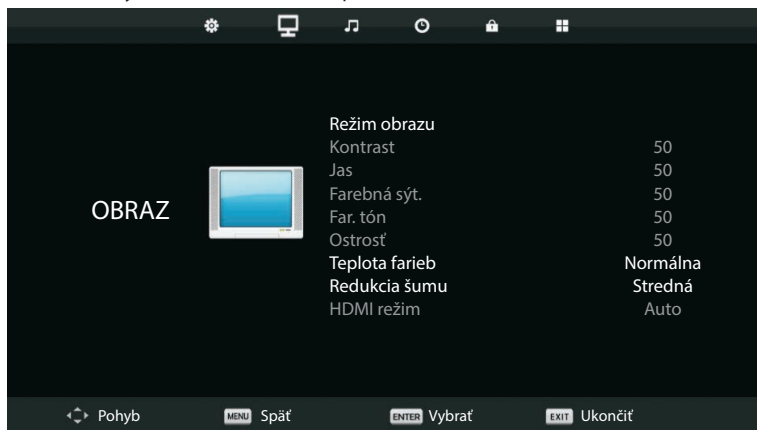 Režim obrazu
Kontrast 50
Jas 50
Farebná sýt. 50
OBRAZ
Far. tón 50
Ostrosť 50
Teplota farieb Normálna
Redukcia šumu Stredná
HDMI režim Auto
Pohyb MENU Späť ENTER Vybrať EXIT Ukončiť